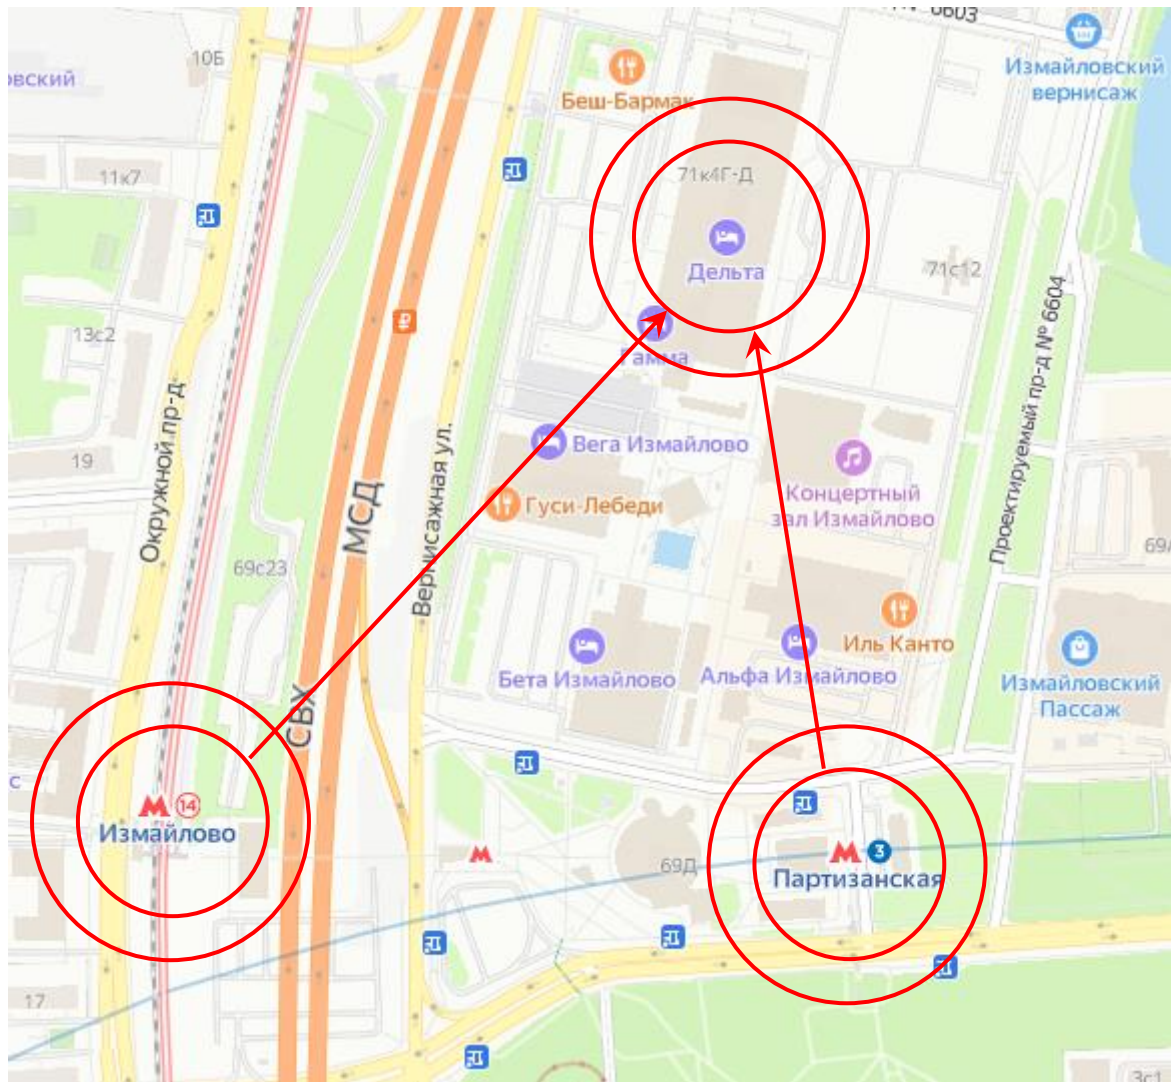 № 6603
10Б
овский
Беш-Бармак
Измайловский
вернисаж
11к7
71к4Г-Д
Дельта
71с12
13с2
Гамма
Проектируемый пр-д № 6604
Окружной пр-д
19
Вернисажная ул.
Вега Измайлово
МСД
Гуси-Лебеди
Концертный
зал Измайлово
69с23
Иль Канто
Бета Измайлово
Альфа Измайлово
Измайловский
Пассаж
СВХ
С
14
Измайлово
69Д
3
Партизанская
17
3с1